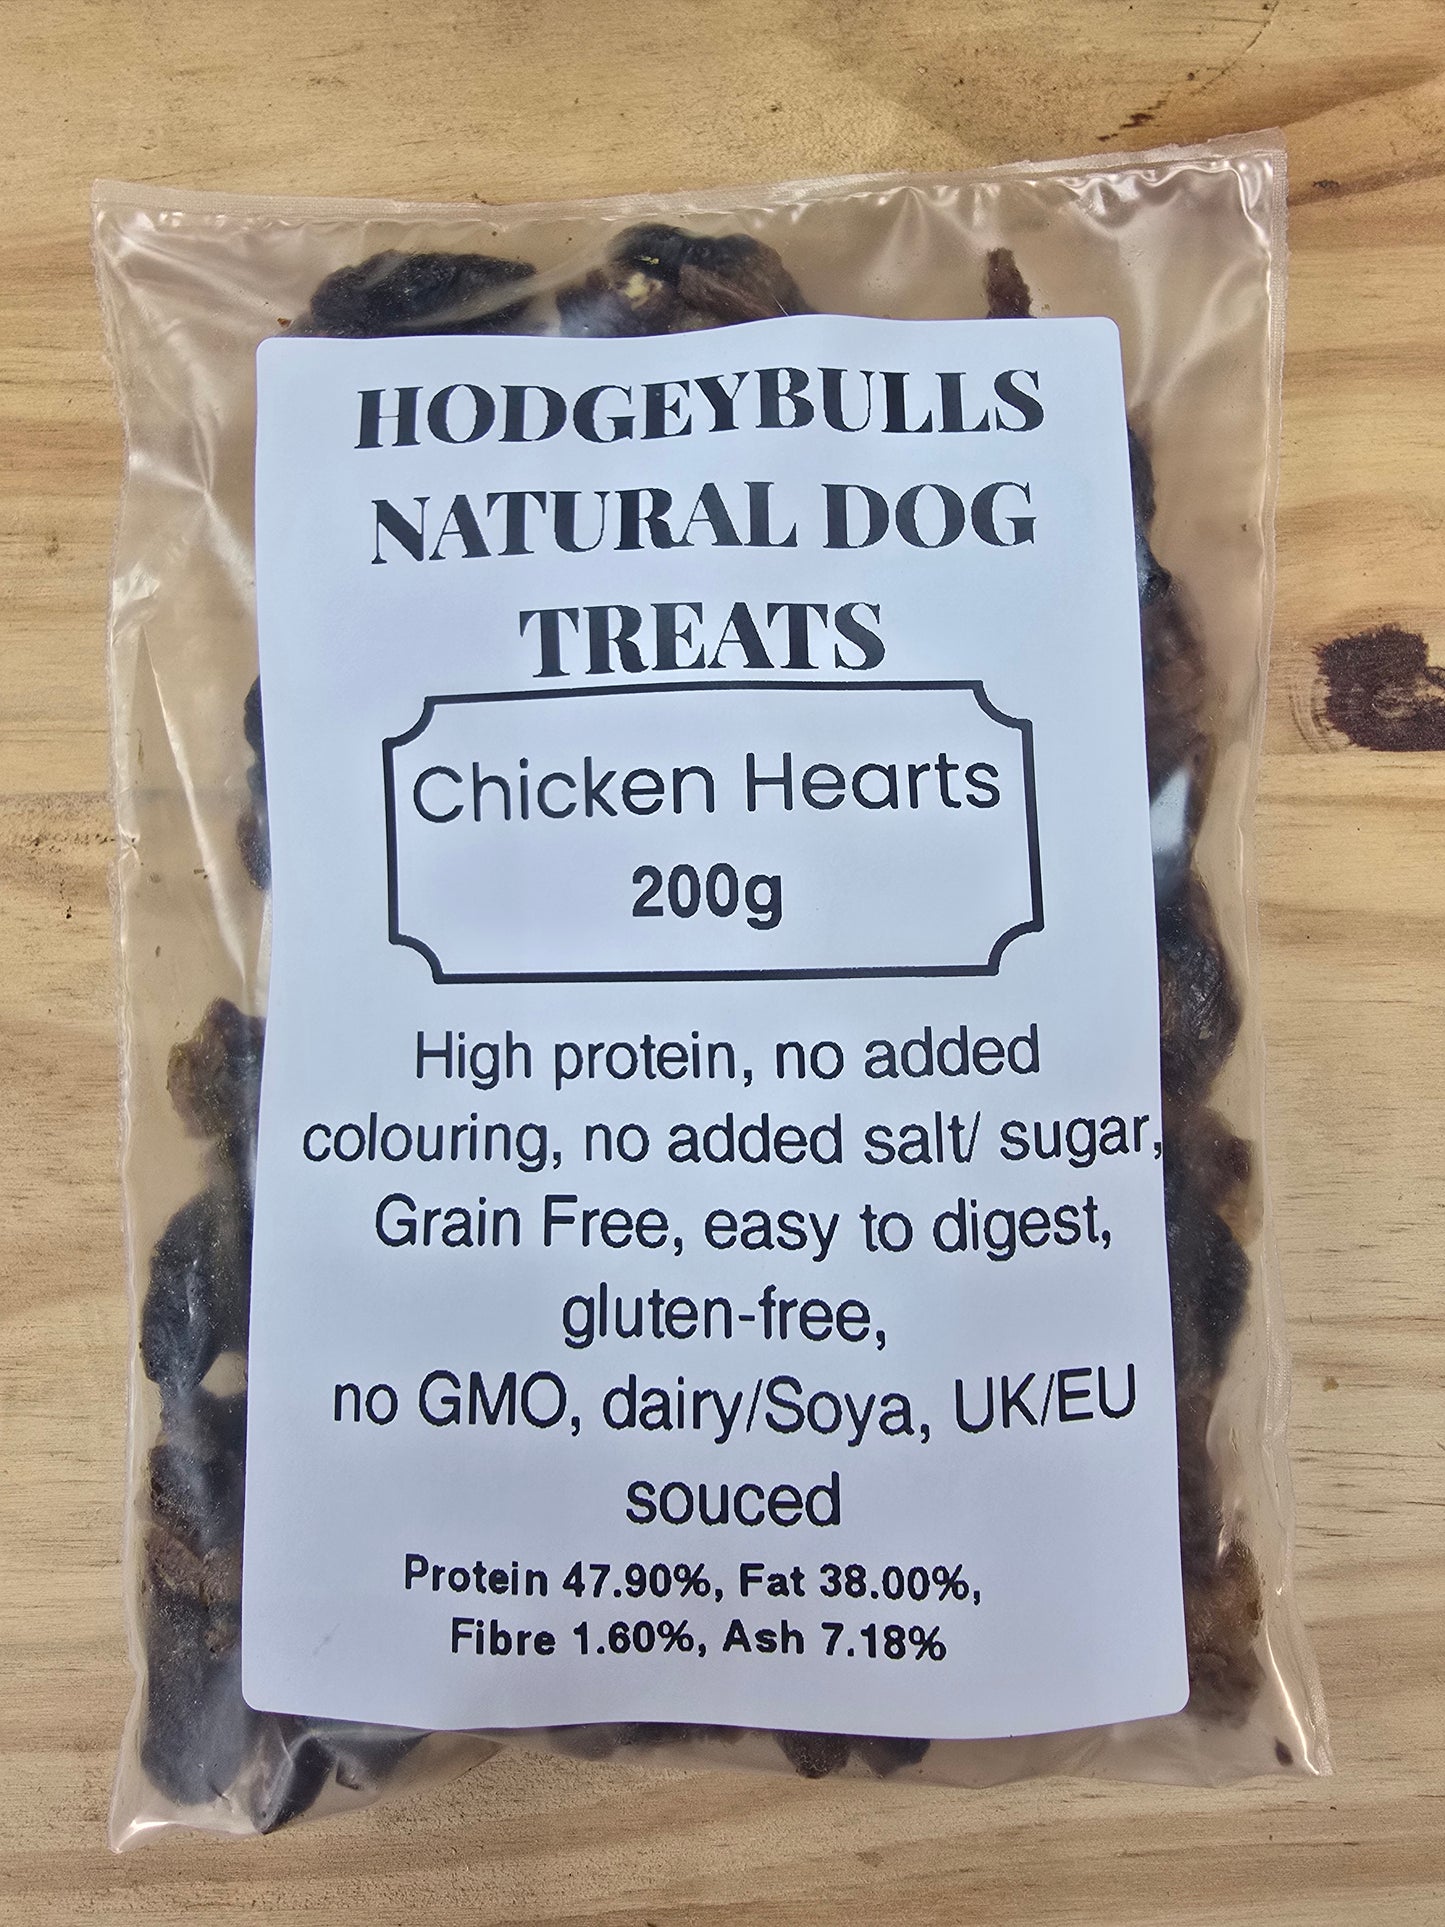 HODGEYBULLS
NATURAL DOG
TREATS
Chicken Hearts
200g
High protein, no added
colouring, no added salt/ sugar,
Grain Free, easy to digest,
gluten-free,
no GMO, dairy/Soya, UK/EU
souced
Protein 47.90%, Fat 38.00%,
Fibre 1.60%, Ash 7.18%